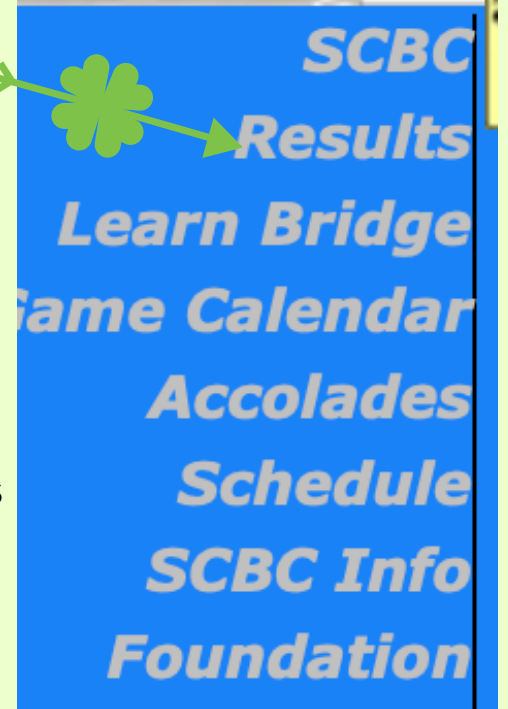 SCBC
Results
Learn Bridge
Game Calendar
Accolades
Schedule
SCBC Info
Foundation